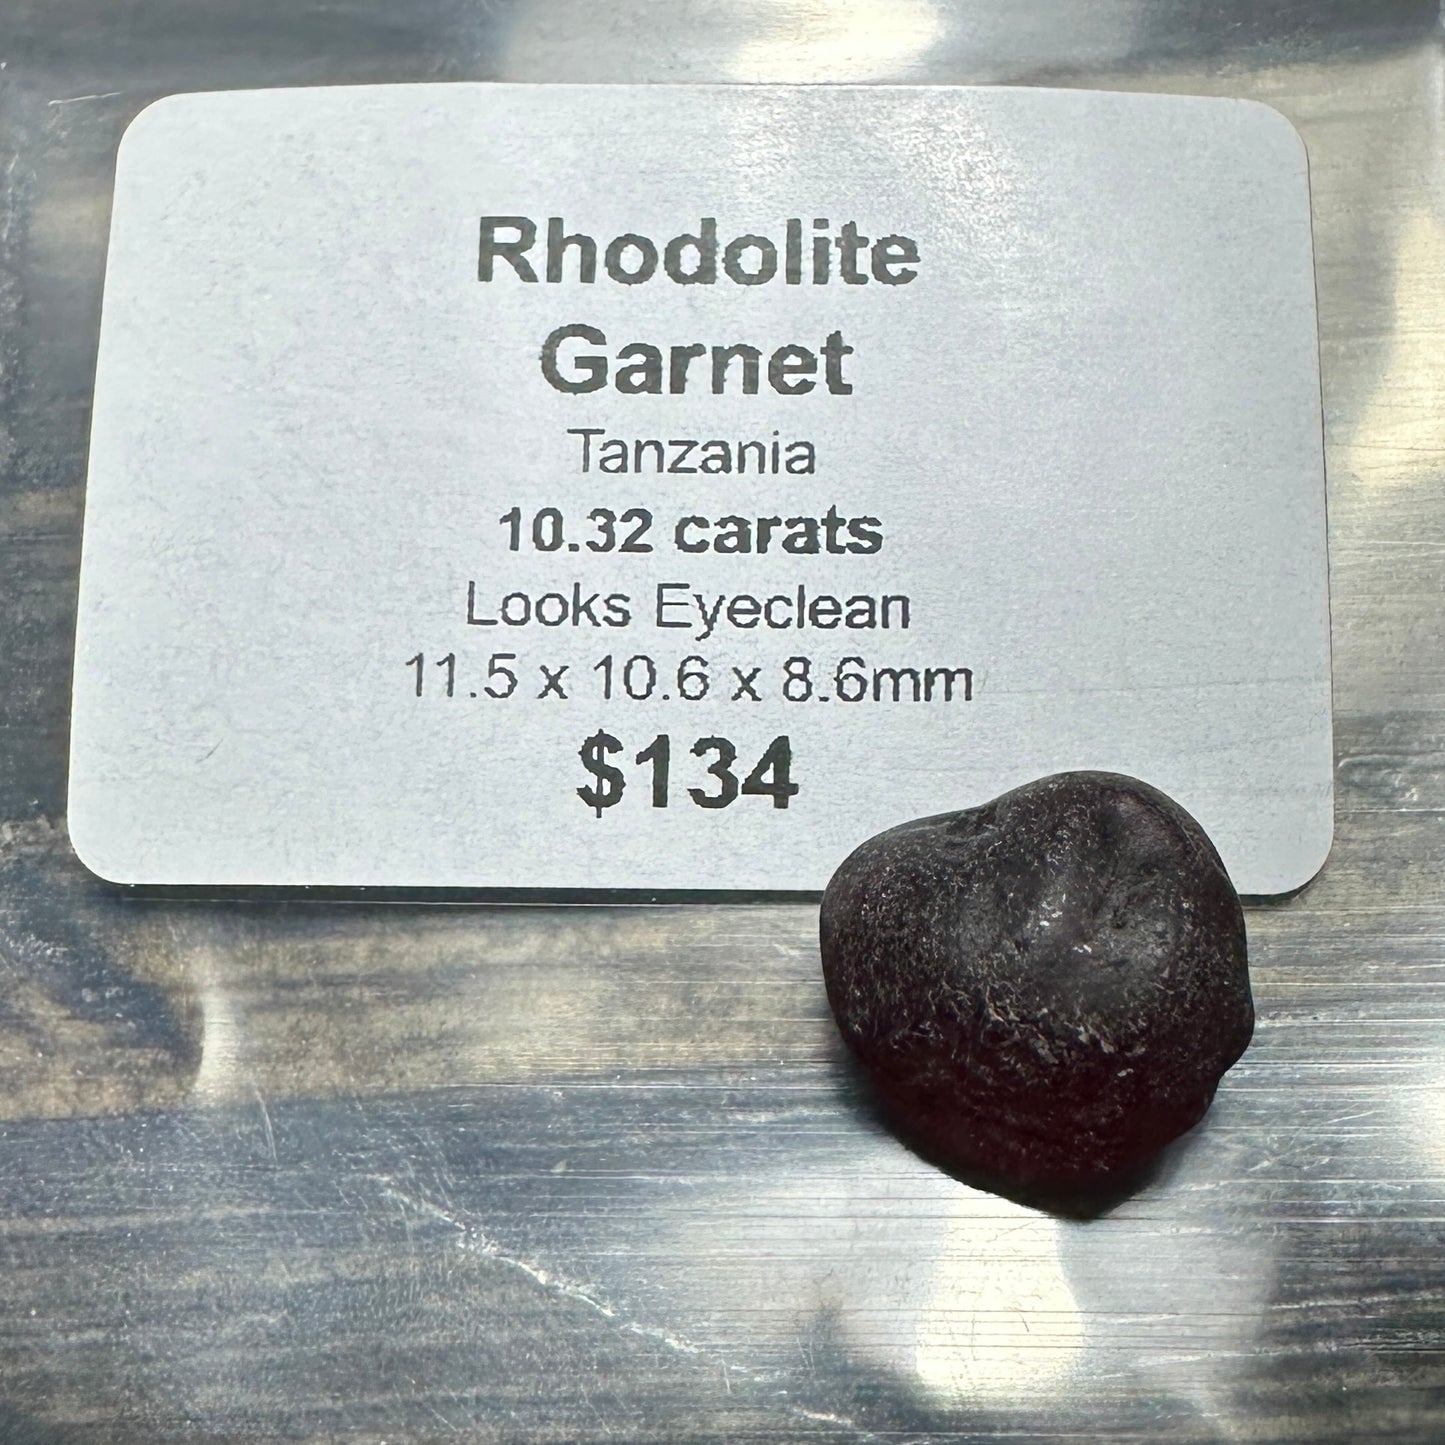 Rhodolite
Garnet
Tanzania
10.32 carats
Looks Eyeclean
11.5 x 10.6 x 8.6mm
$134